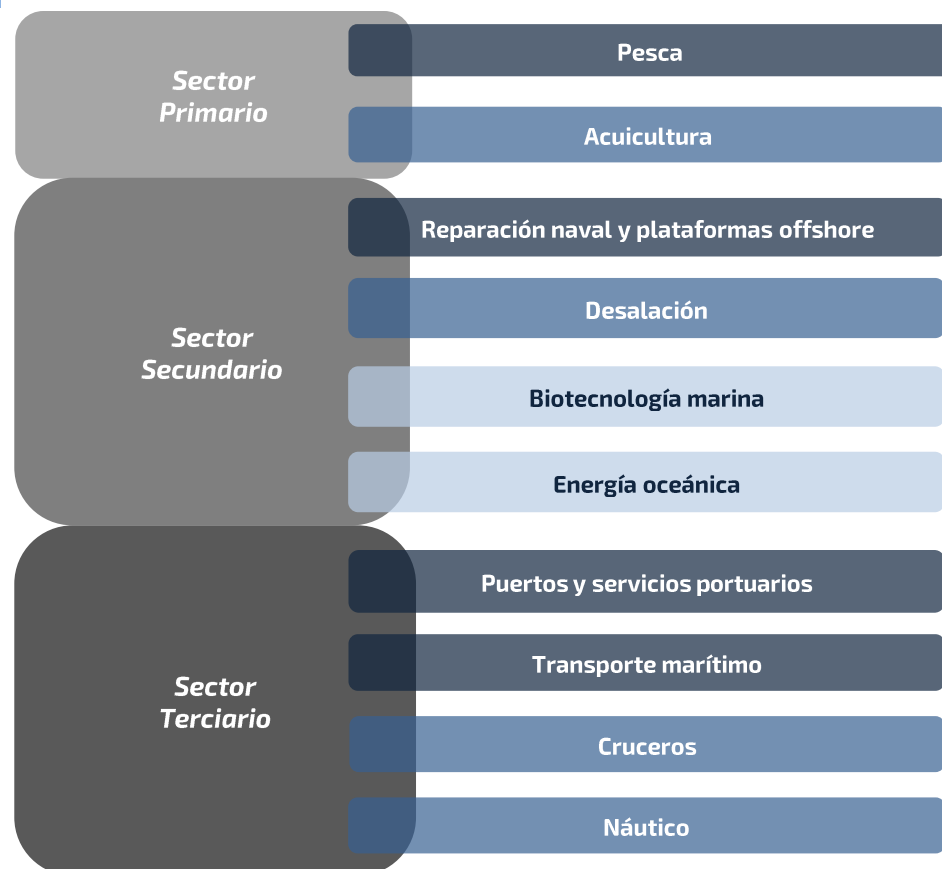 Sector
Primario
Pesca
Acuicultura
Sector
Secundario
Reparación naval y plataformas offshore
Desalación
Biotecnología marina
Energía oceánica
Sector
Terciario
Puertos y servicios portuarios
Transporte marítimo
Cruceros
Náutico